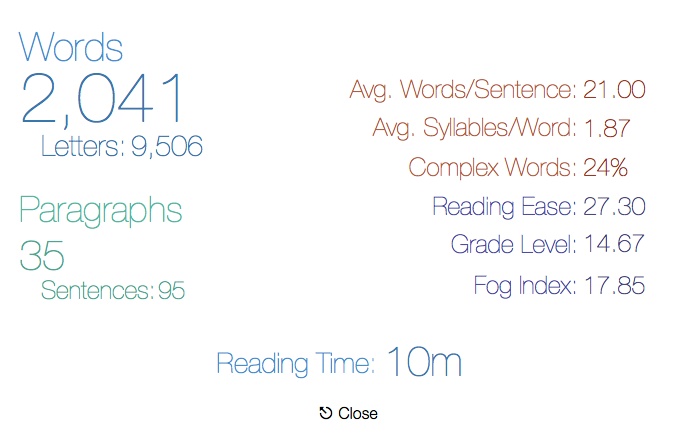 Words
2,041
Letters: 9,506
Paragraphs
35
Sentences: 95
Avg. Words/Sentence: 21.00
Avg. Syllables/Word: 1.87
Complex Words: 24%
Reading Ease: 27.30
Grade Level: 14.67
Fog Index: 17.85
Reading Time: 10m
Close